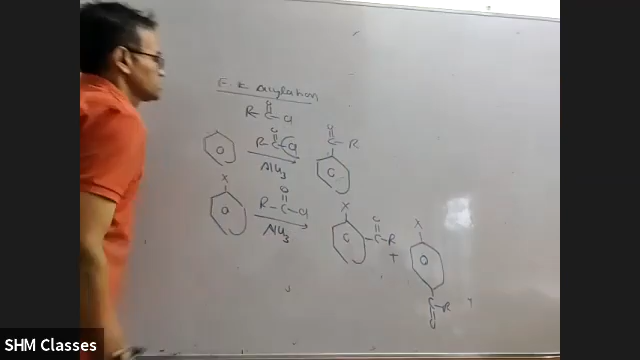 F K Acylation
O
R-C-Cl
O
R-C-Cl
AlCl3
O
C-R
X
O
R-C-Cl
AlCl3
X
O
C-R
+
X
C-R
O
SHM Classes